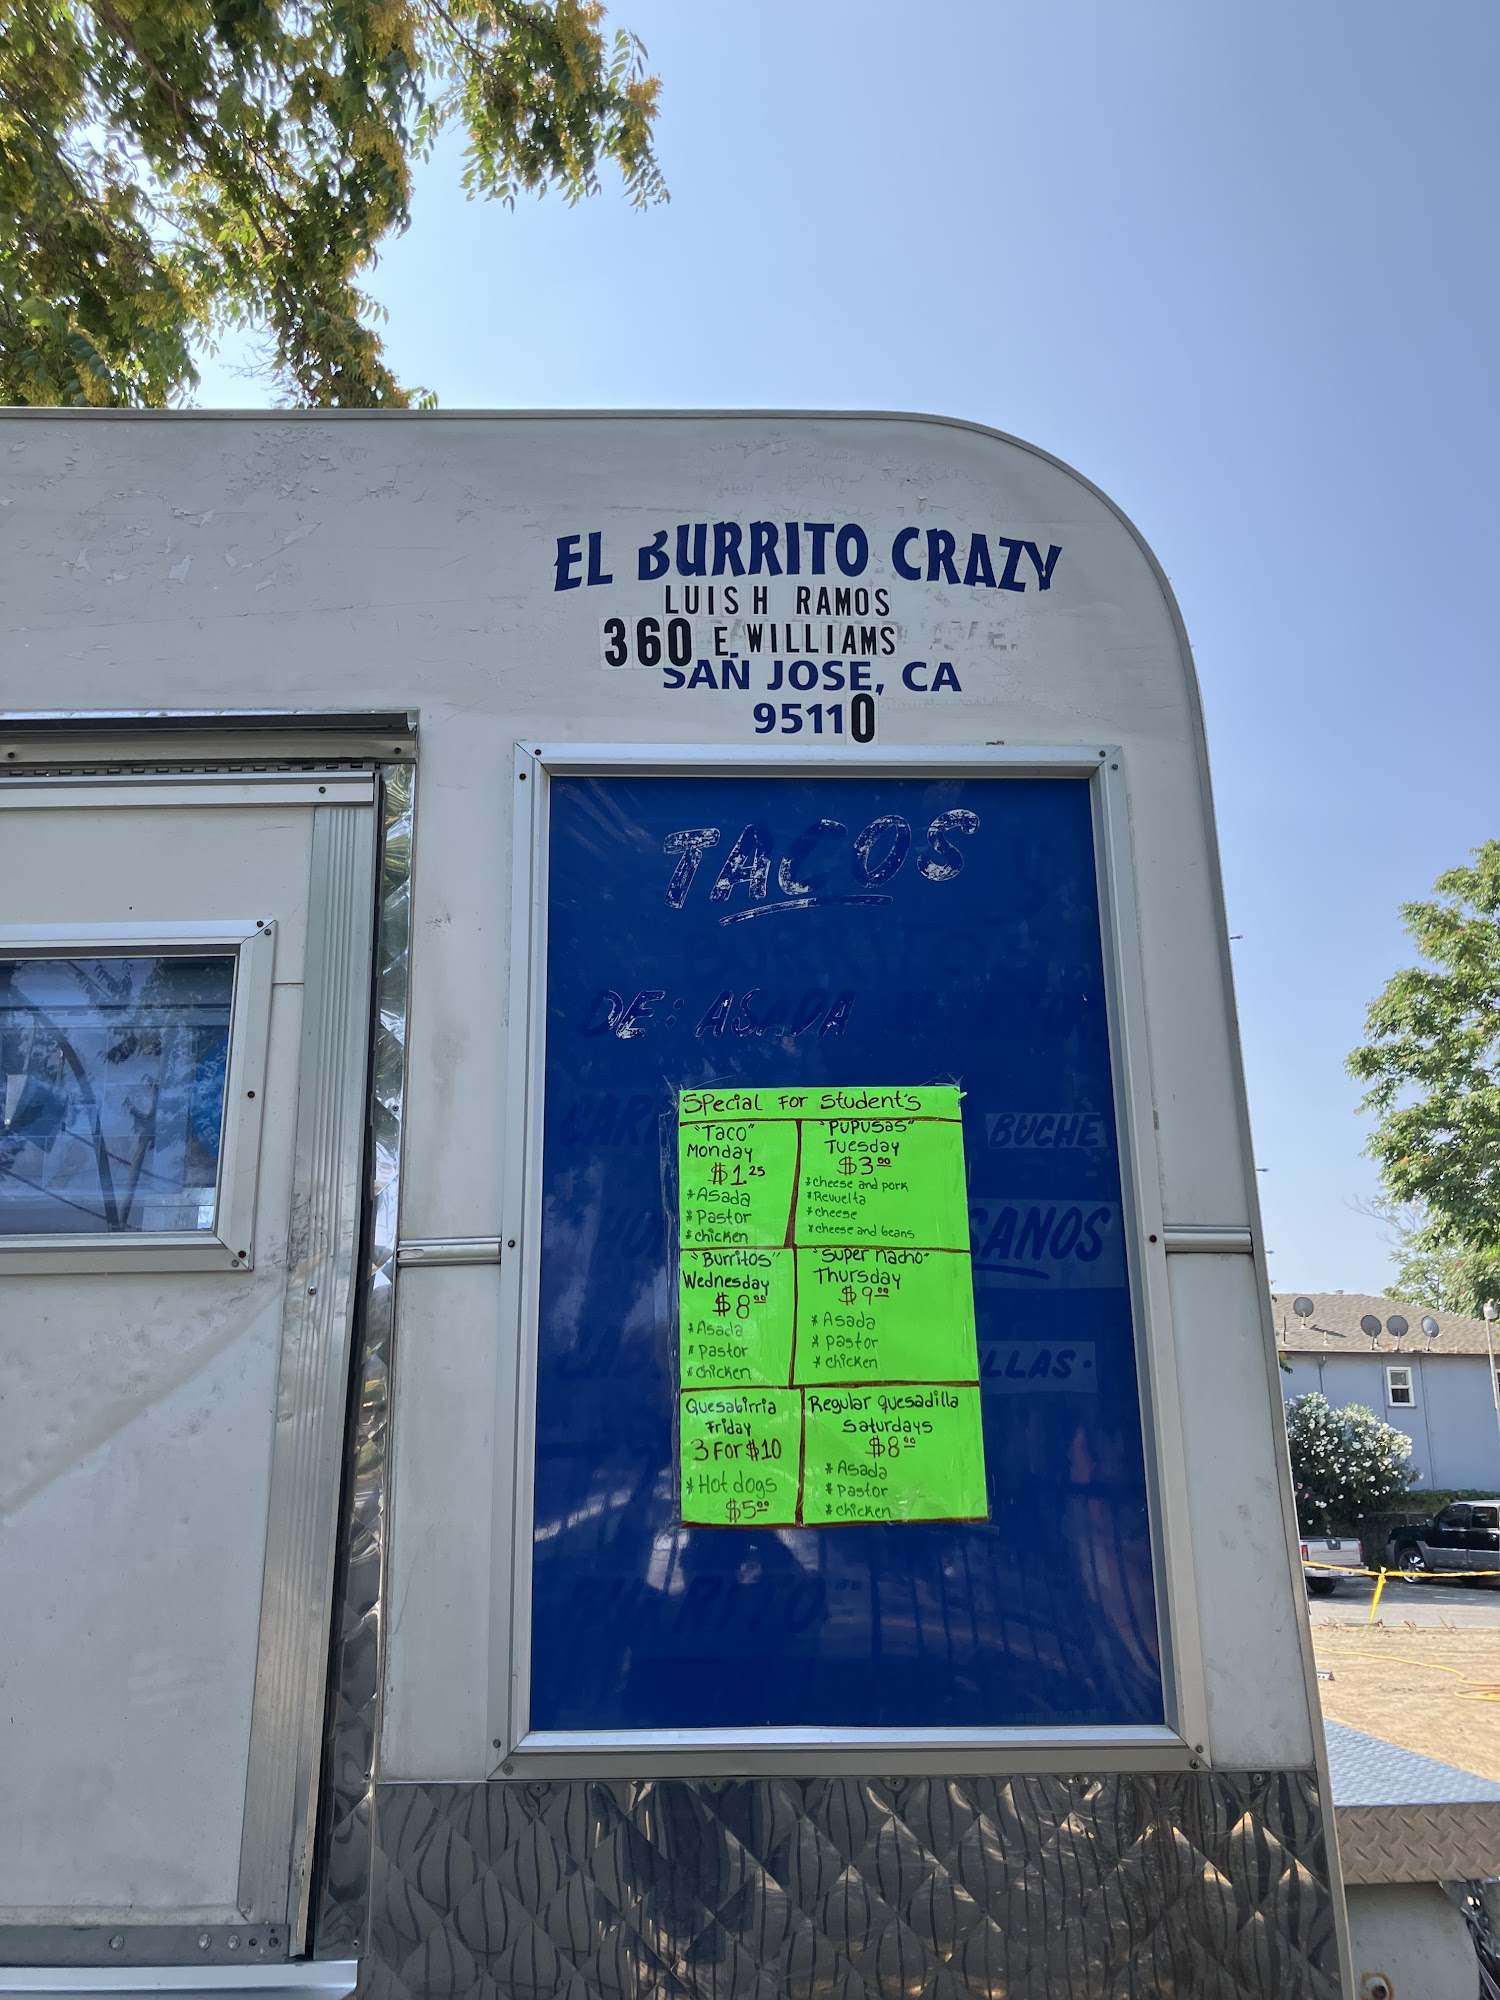 EL BURRITO CRAZY
LUIS H RAMOS
360 E WILLIAMS
SAN JOSE, CA
95110
TACOS
DE: ASADA
BUCHE
SPecial For Student's
"Taco"
Monday
$1.25
*Asada
*Pastor
*chicken
"PUPUSas"
Tuesday
$3.00
*cheese and pork
*Revuelta
*cheese
*cheese and beans
"Burritos"
Wednesday
$8.00
*Asada
*Pastor
*chicken
"Super nacho"
Thursday
$9.00
*Asada
*Pastor
*chicken
Quesabirria
Friday
3 For $10
*Hot dogs
$5.00
Regular quesadilla
Saturdays
$8.00
*Asada
*Pastor
*chicken
BURRITO"